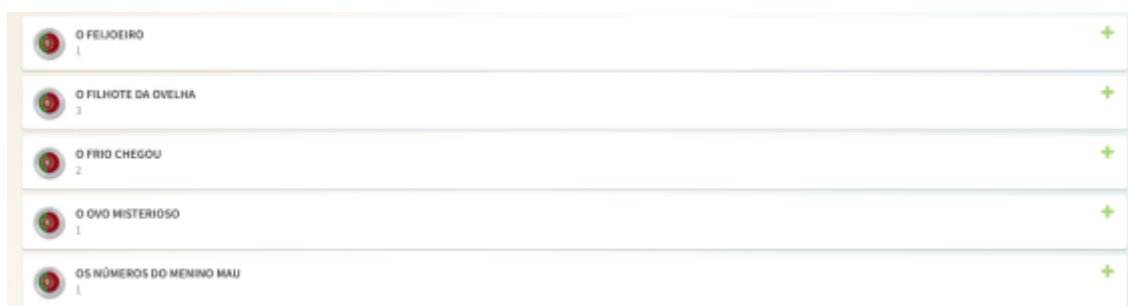 O FEIJOEIRO
1
O FILHOTE DA OVELHA
3
O FRIO CHEGOU
2
O OVO MISTERIOSO
1
OS NÚMEROS DO MENINO MAU
1